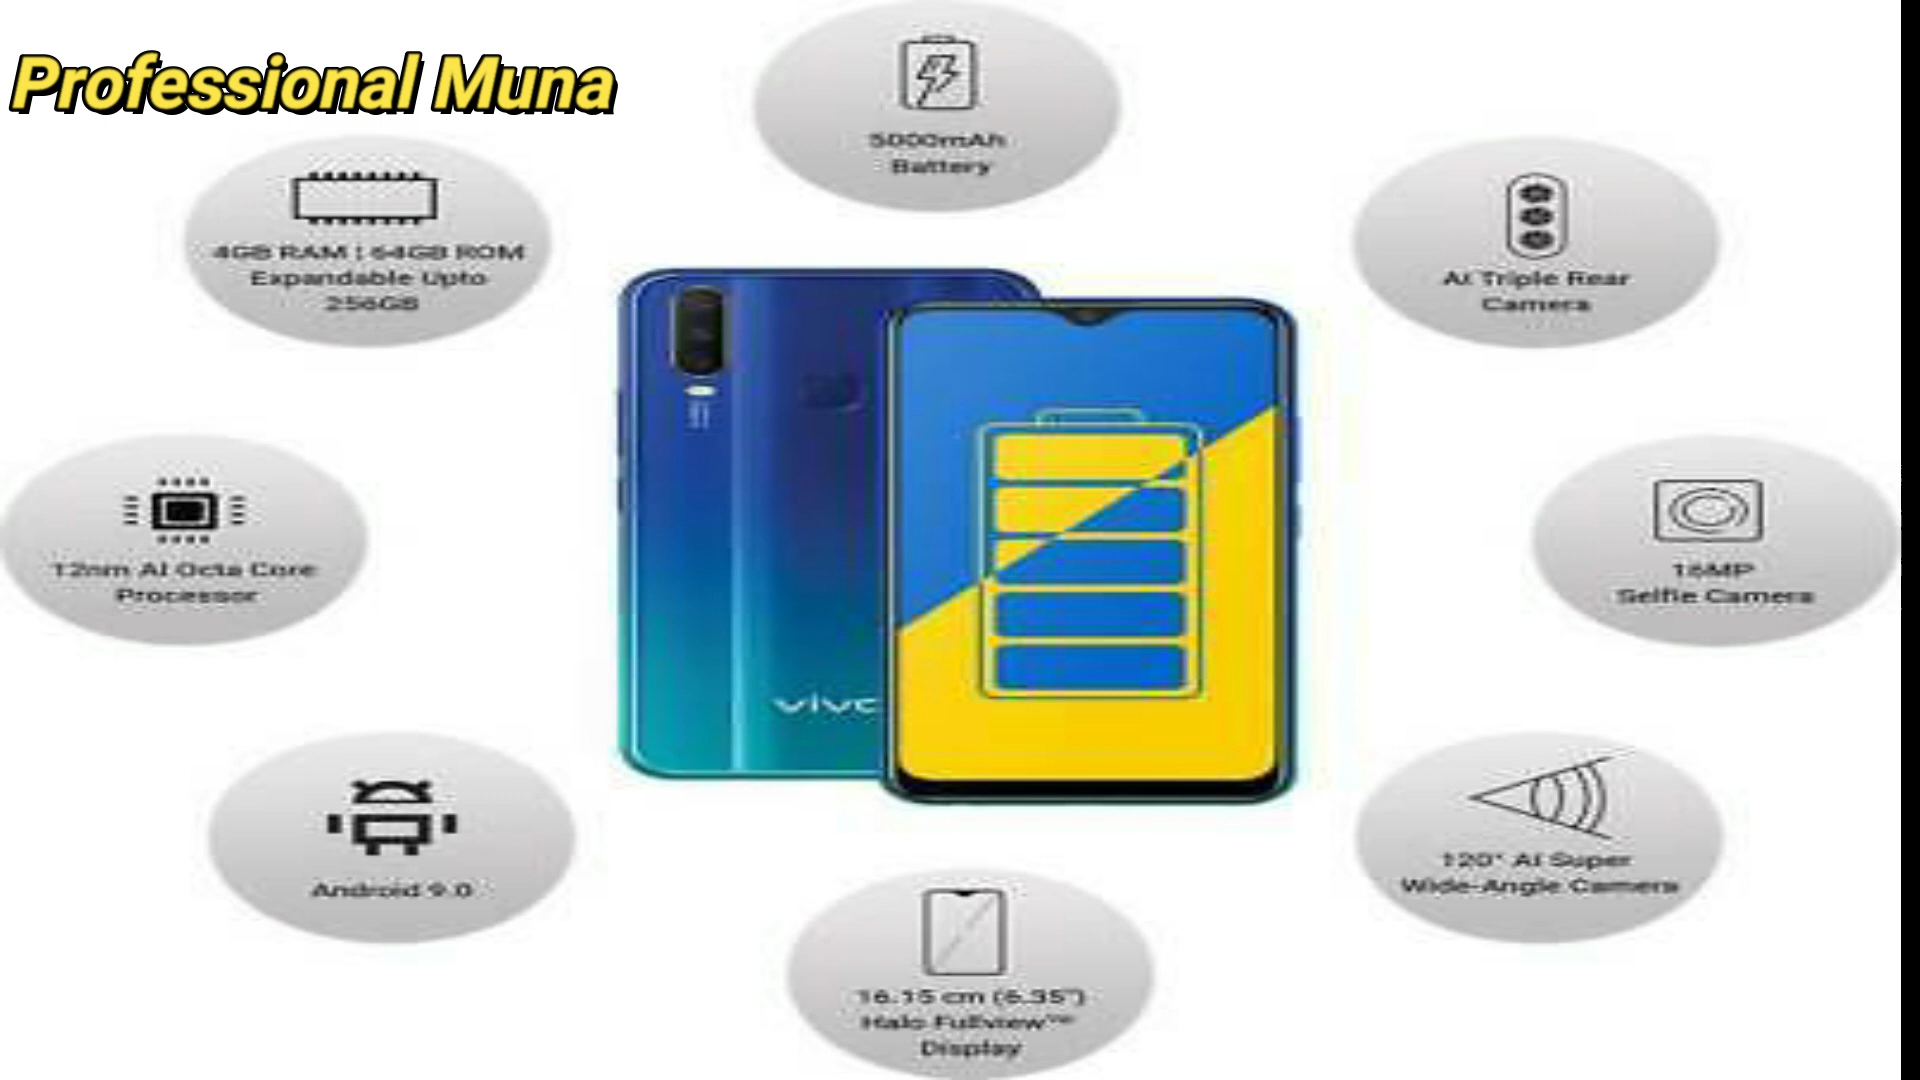 Professional Muna
5000mAh
Battery
4GB RAM | 64GB ROM
Expandable Upto
256GB
AI Triple Rear
Camera
12nm AI Octa Core
Processor
16MP
Selfie Camera
vivo
Android 9.0
120° AI Super
Wide-Angle Camera
16.15 cm (6.35")
Halo Fullview™
Display